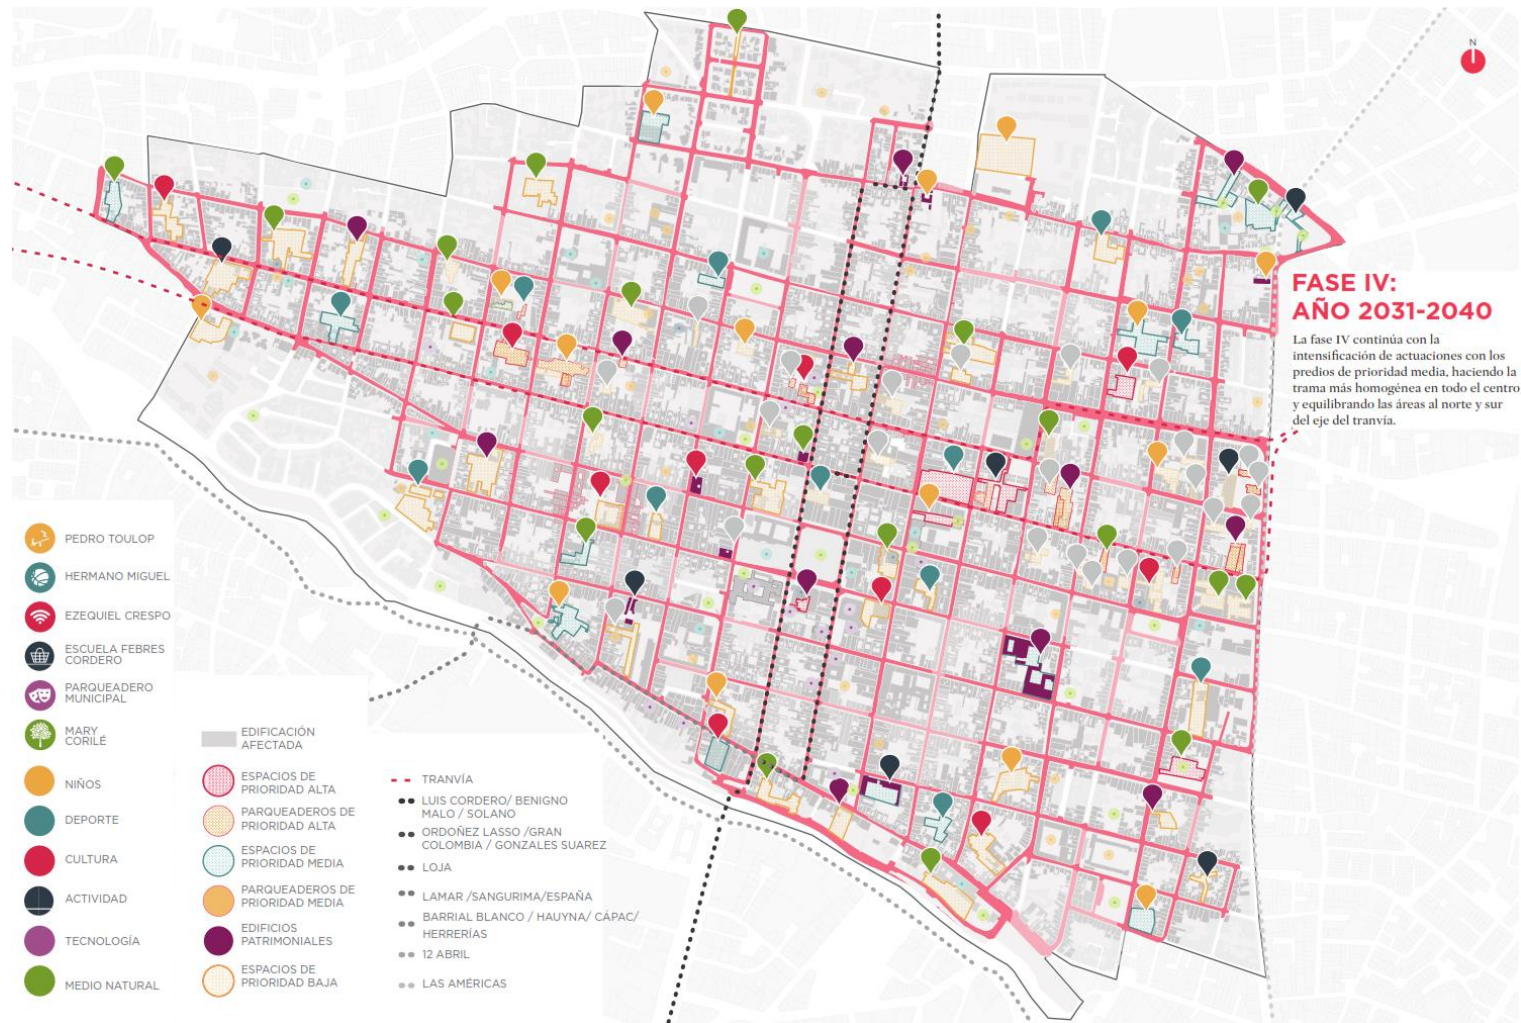 N
FASE IV:
AÑO 2031-2040
La fase IV continúa con la
intensificación de actuaciones con los
predios de prioridad media, haciendo la
trama más homogénea en todo el centro
y equilibrando las áreas al norte y sur
del eje del tranvía.
PEDRO TOULOP
HERMANO MIGUEL
EZEQUIEL CRESPO
ESCUELA FEBRES
CORDERO
PARQUEADERO
MUNICIPAL
MARY
CORILÉ
NIÑOS
DEPORTE
CULTURA
ACTIVIDAD
TECNOLOGÍA
MEDIO NATURAL
EDIFICACIÓN
AFECTADA
ESPACIOS DE
PRIORIDAD ALTA
PARQUEADEROS DE
PRIORIDAD ALTA
ESPACIOS DE
PRIORIDAD MEDIA
PARQUEADEROS DE
PRIORIDAD MEDIA
EDIFICIOS
PATRIMONIALES
ESPACIOS DE
PRIORIDAD BAJA
TRANVÍA
LUIS CORDERO/ BENIGNO
MALO / SOLANO
ORDOÑEZ LASSO /GRAN
COLOMBIA / GONZALES SUAREZ
LOJA
LAMAR /SANGURIMA/ESPAÑA
BARRIAL BLANCO / HAUYNA/ CÁPAC/
HERRERÍAS
12 ABRIL
LAS AMÉRICAS